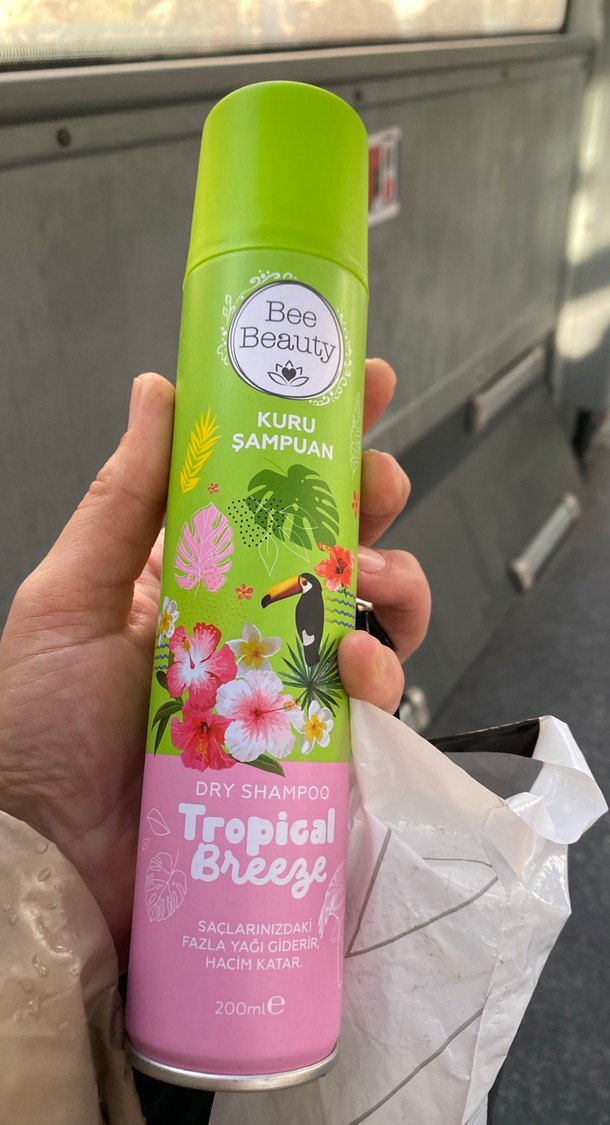 Bee
Beauty
KURU
ŞAMPUAN
DRY SHAMPOO
Tropical
Breeze
SAÇLARINIZDAKİ
FAZLA YAĞI GİDERİR,
HACİM KATAR.
200ml℮